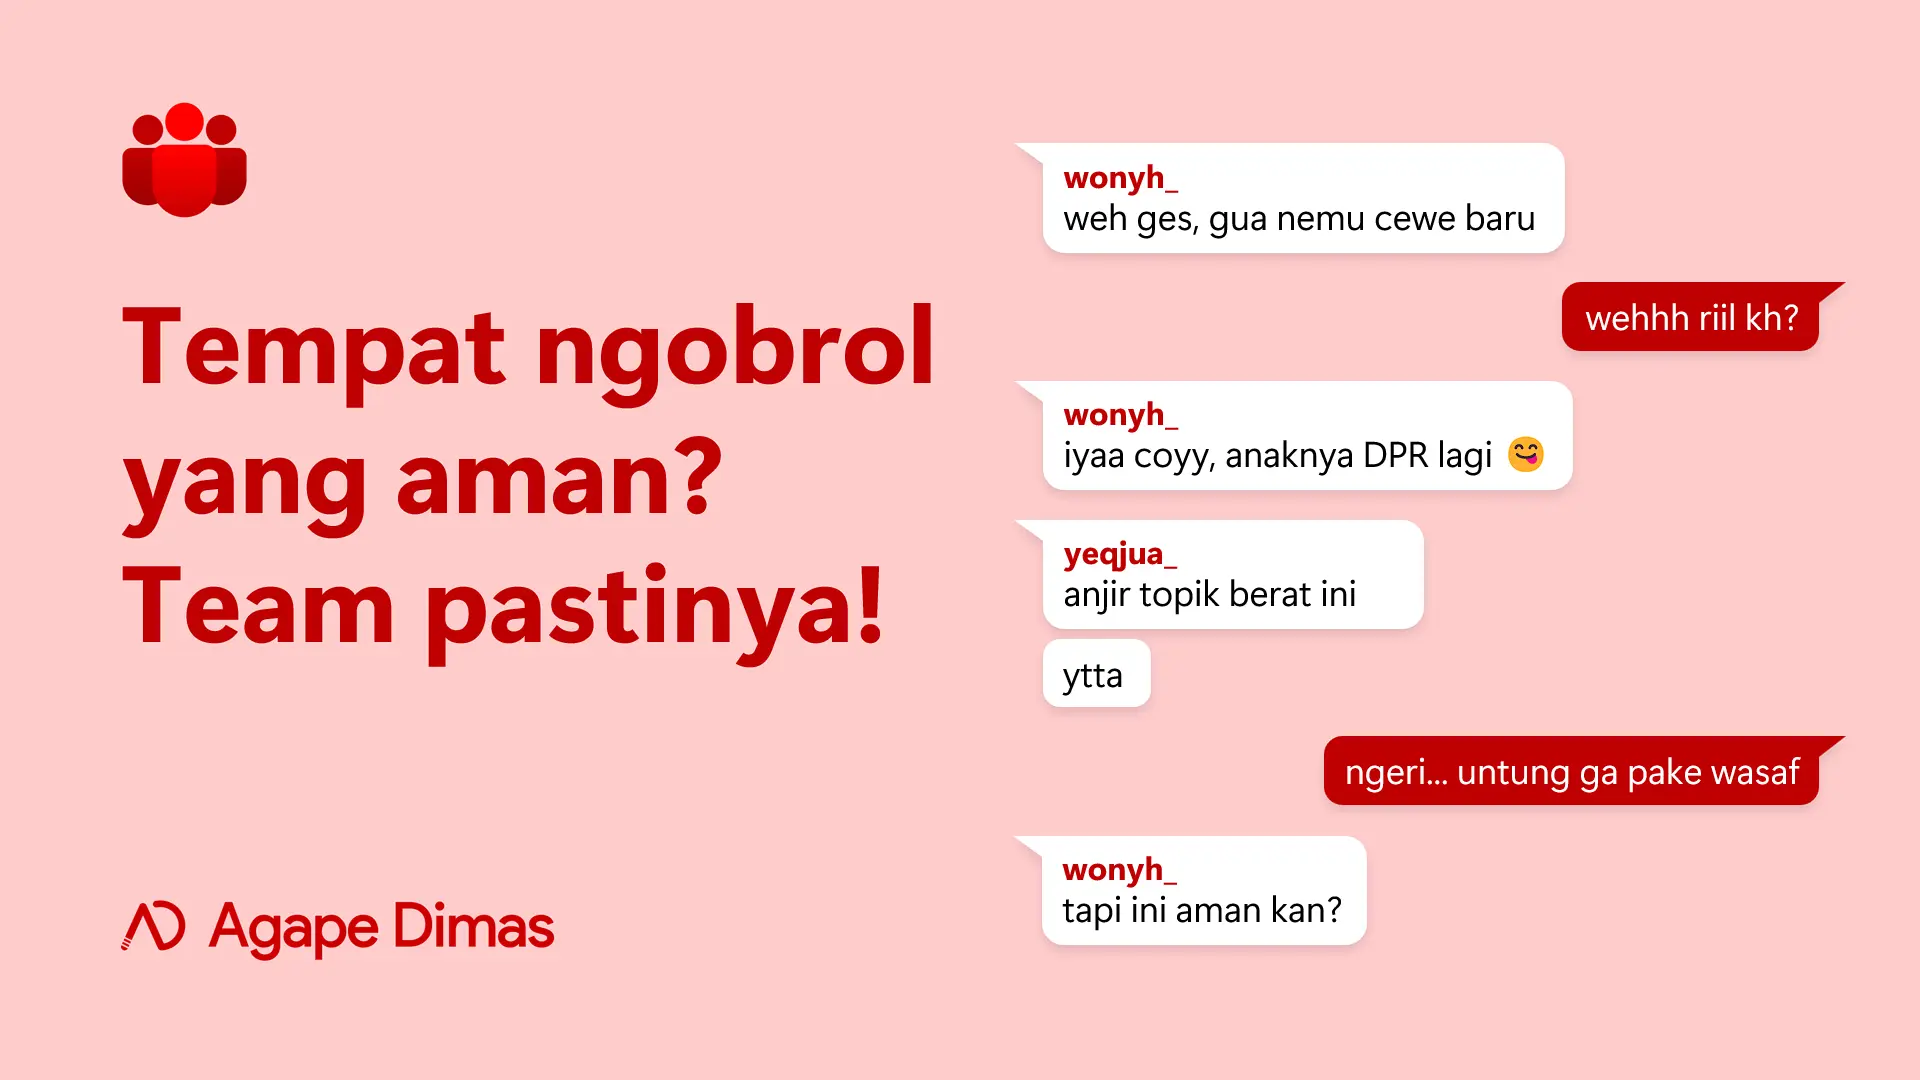 Tempat ngobrol
yang aman?
Team pastinya!
Agape Dimas
wonyh_
weh ges, gua nemu cewe baru
wehhh riil kh?
wonyh_
iyaa coyy, anaknya DPR lagi 😋
yeqjua_
anjir topik berat ini
ytta
ngeri... untung ga pake wasaf
wonyh_
tapi ini aman kan?